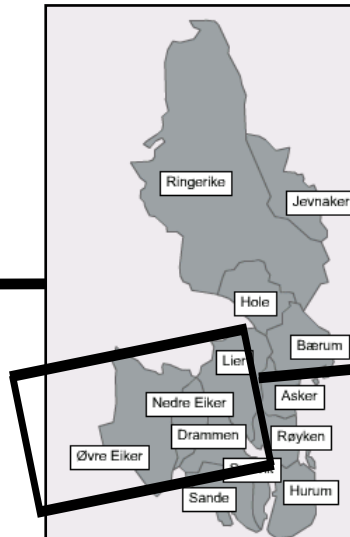 Ringerike
Jevnaker
Hole
Bærum
Lier
Asker
Nedre Eiker
Drammen
Røyken
Øvre Eiker
Sande
Hurum